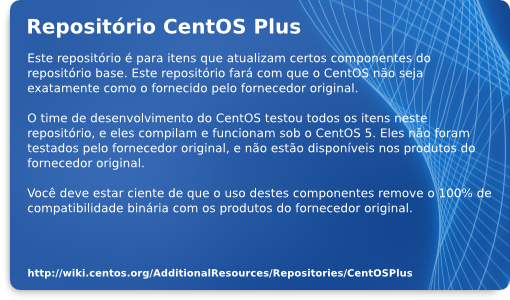 Repositório CentOS Plus
Este repositório é para itens que atualizam certos componentes do
repositório base. Este repositório fará com que o CentOS não seja
exatamente como o fornecido pelo fornecedor original.
O time de desenvolvimento do CentOS testou todos os itens neste
repositório, e eles compilam e funcionam sob o CentOS 5. Eles não foram
testados pelo fornecedor original, e não estão disponíveis nos produtos do
fornecedor original.
Você deve estar ciente de que o uso destes componentes remove o 100% de
compatibilidade binária com os produtos do fornecedor original.
http://wiki.centos.org/AdditionalResources/Repositories/CentOSPlus